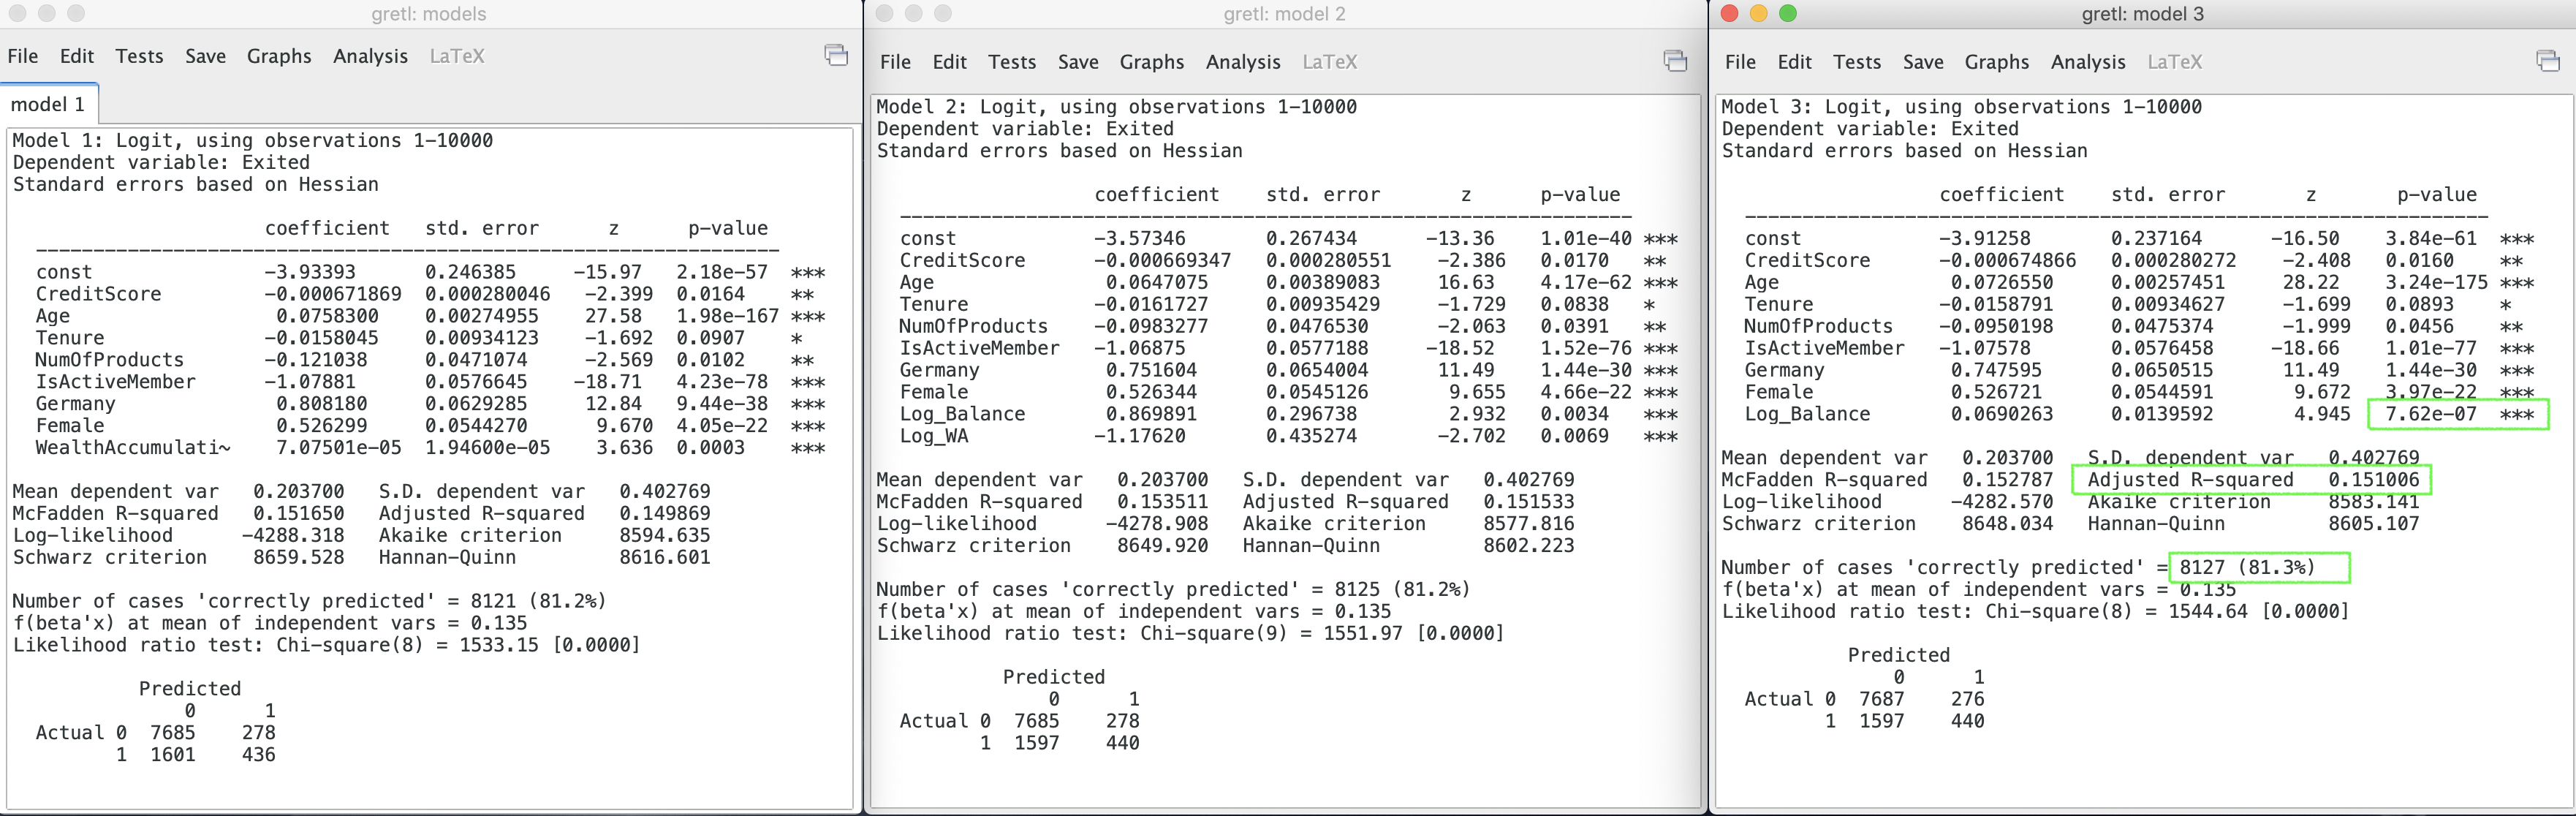 gretl: models
File Edit Tests Save Graphs Analysis LaTeX
model 1
Model 1: Logit, using observations 1-10000
Dependent variable: Exited
Standard errors based on Hessian
coefficient std. error z p-value
const -3.93393 0.246385 -15.97 2.18e-57 ***
CreditScore -0.000671869 0.000280046 -2.399 0.0164 **
Age 0.0758300 0.00274955 27.58 1.98e-167 ***
Tenure -0.0158045 0.00934123 -1.692 0.0907 *
NumOfProducts -0.121038 0.0471074 -2.569 0.0102 **
IsActiveMember -1.07881 0.0576645 -18.71 4.23e-78 ***
Germany 0.808180 0.0629285 12.84 9.44e-38 ***
Female 0.526299 0.0544270 9.670 4.05e-22 ***
WealthAccumulati~ 7.07501e-05 1.94600e-05 3.636 0.0003 ***
Mean dependent var 0.203700 S.D. dependent var 0.402769
McFadden R-squared 0.151650 Adjusted R-squared 0.149869
Log-likelihood -4288.318 Akaike criterion 8594.635
Schwarz criterion 8659.528 Hannan-Quinn 8616.601
Number of cases 'correctly predicted' = 8121 (81.2%)
f(beta'x) at mean of independent vars = 0.135
Likelihood ratio test: Chi-square(8) = 1533.15 [0.0000]
Predicted
0 1
Actual 0 7685 278
1 1601 436
gretl: model 2
File Edit Tests Save Graphs Analysis LaTeX
Model 2: Logit, using observations 1-10000
Dependent variable: Exited
Standard errors based on Hessian
coefficient std. error z p-value
const -3.57346 0.267434 -13.36 1.01e-40 ***
CreditScore -0.000669347 0.000280551 -2.386 0.0170 **
Age 0.0647075 0.00389083 16.63 4.17e-62 ***
Tenure -0.0161727 0.00935429 -1.729 0.0838 *
NumOfProducts -0.0983277 0.0476530 -2.063 0.0391 **
IsActiveMember -1.06875 0.0577188 -18.52 1.52e-76 ***
Germany 0.751604 0.0654004 11.49 1.44e-30 ***
Female 0.526344 0.0545126 9.655 4.66e-22 ***
Log_Balance 0.869891 0.296738 2.932 0.0034 ***
Log_WA -1.17620 0.435274 -2.702 0.0069 ***
Mean dependent var 0.203700 S.D. dependent var 0.402769
McFadden R-squared 0.153511 Adjusted R-squared 0.151533
Log-likelihood -4278.908 Akaike criterion 8577.816
Schwarz criterion 8649.920 Hannan-Quinn 8602.223
Number of cases 'correctly predicted' = 8125 (81.2%)
f(beta'x) at mean of independent vars = 0.135
Likelihood ratio test: Chi-square(9) = 1551.97 [0.0000]
Predicted
0 1
Actual 0 7685 278
1 1597 440
gretl: model 3
File Edit Tests Save Graphs Analysis LaTeX
Model 3: Logit, using observations 1-10000
Dependent variable: Exited
Standard errors based on Hessian
coefficient std. error z p-value
const -3.91258 0.237164 -16.50 3.84e-61 ***
CreditScore -0.000674866 0.000280272 -2.408 0.0160 **
Age 0.0726550 0.00257451 28.22 3.24e-175 ***
Tenure -0.0158791 0.00934627 -1.699 0.0893 *
NumOfProducts -0.0950198 0.0475374 -1.999 0.0456 **
IsActiveMember -1.07578 0.0576458 -18.66 1.01e-77 ***
Germany 0.747595 0.0650515 11.49 1.44e-30 ***
Female 0.526721 0.0544591 9.672 3.97e-22 ***
Log_Balance 0.0690263 0.0139592 4.945 7.62e-07 ***
Mean dependent var 0.203700 S.D. dependent var 0.402769
McFadden R-squared 0.152787 Adjusted R-squared 0.151006
Log-likelihood -4282.570 Akaike criterion 8583.141
Schwarz criterion 8648.034 Hannan-Quinn 8605.107
Number of cases 'correctly predicted' = 8127 (81.3%)
f(beta'x) at mean of independent vars = 0.135
Likelihood ratio test: Chi-square(8) = 1544.64 [0.0000]
Predicted
0 1
Actual 0 7687 276
1 1597 440